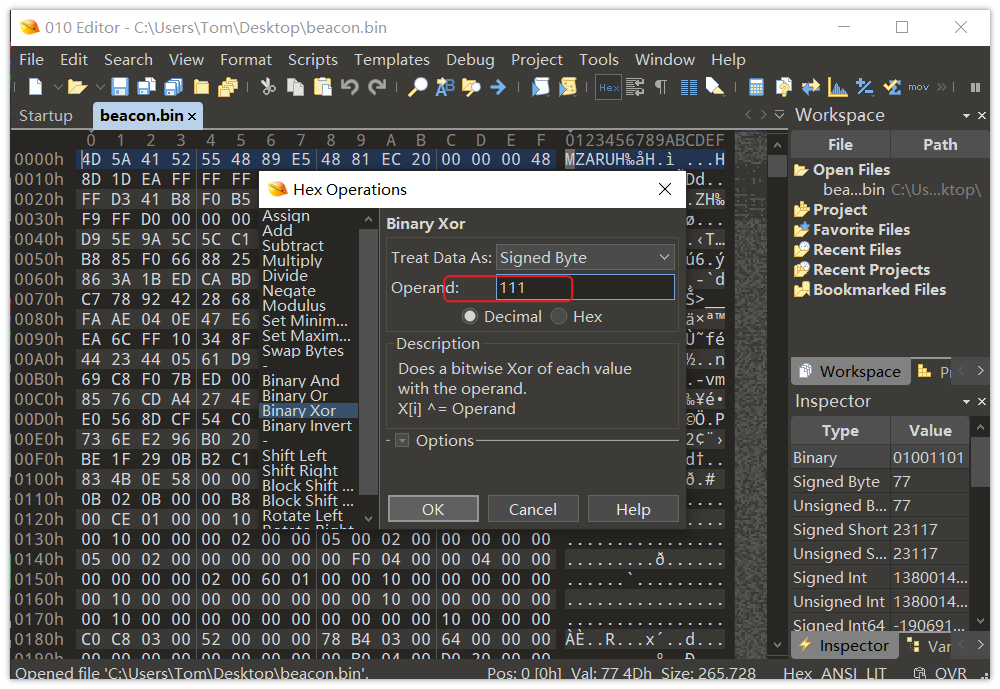 010 Editor - C:\Users\Tom\Desktop\beacon.bin
File Edit Search View Format Scripts Templates Debug Project Tools Window Help
Hex mov »
Startup beacon.bin × Workspace
0 1 2 3 4 5 6 7 8 9 A B C D E F 0123456789ABCDEF File Path
0000h 4D 5A 41 52 55 48 89 E5 48 81 EC 20 00 00 00 48 MZARUH‰åH.ì ...H
0010h 8D 1D EA FF FF FF Open Files
0020h FF D3 41 B8 F0 B5 .ZH‰ bea...bin C:\Us...ktop\
0030h F9 FF D0 00 00 00 Project
0040h D9 5E 9A 5C 5C C1 Favorite Files
0050h B8 85 F0 66 88 25 Recent Files
0060h 86 3A 1B ED CA BD Recent Projects
0070h C7 78 92 42 28 68 Bookmarked Files
0080h FA AE 04 0E 47 E6
0090h EA 6C FF 10 34 8F
00A0h 44 23 44 05 61 D9
00B0h 69 C8 F0 7B ED 00
00C0h 85 76 CD A4 27 4E
00D0h E0 56 8D CF 54 C0
00E0h 73 6E E2 96 B0 20
00F0h BE 1F 29 0B B2 C1
0100h 83 4B 0E 58 00 00
0110h 0B 02 0B 00 00 B8
0120h 00 CE 01 00 00 10
0130h 00 10 00 00 00 02 00 00 05 00 02 00 00 00 00 00 ................
0140h 05 00 02 00 00 00 00 00 00 F0 04 00 00 04 00 00 .........ð......
0150h 00 00 00 00 02 00 60 01 00 00 10 00 00 00 00 00 ......`.........
0160h 00 10 00 00 00 00 00 00 00 00 10 00 00 00 00 00 ................
0170h 00 10 00 00 00 00 00 00 00 00 00 00 10 00 00 00 ................
0180h C0 C8 03 00 52 00 00 00 78 B4 03 00 64 00 00 00 ÀÈ..R...x´..d...
Hex Operations
Assign
Add
Subtract
Multiply
Divide
Negate
Modulus
Set Minim...
Set Maxim...
Swap Bytes
-
Binary And
Binary Or
Binary Xor
Binary Invert
-
Shift Left
Shift Right
Block Shift ...
Block Shift ...
Rotate Left
Rotate Right
Binary Xor
Treat Data As: Signed Byte
Operand: 111
Decimal Hex
Description
Does a bitwise Xor of each value
with the operand.
X[i] ^= Operand
Options
OK Cancel Help
Workspace
Inspector
Type Value
Binary 01001101
Signed Byte 77
Unsigned B... 77
Signed Short 23117
Unsigned S... 23117
Signed Int 1380014...
Unsigned Int 1380014...
Signed Int64 -190691...
Inspector Var
Opened file 'C:\Users\Tom\Desktop\beacon.bin'. Pos: 0 [0h] Val: 77 4Dh Size: 265,728 Hex ANSI LIT OVR